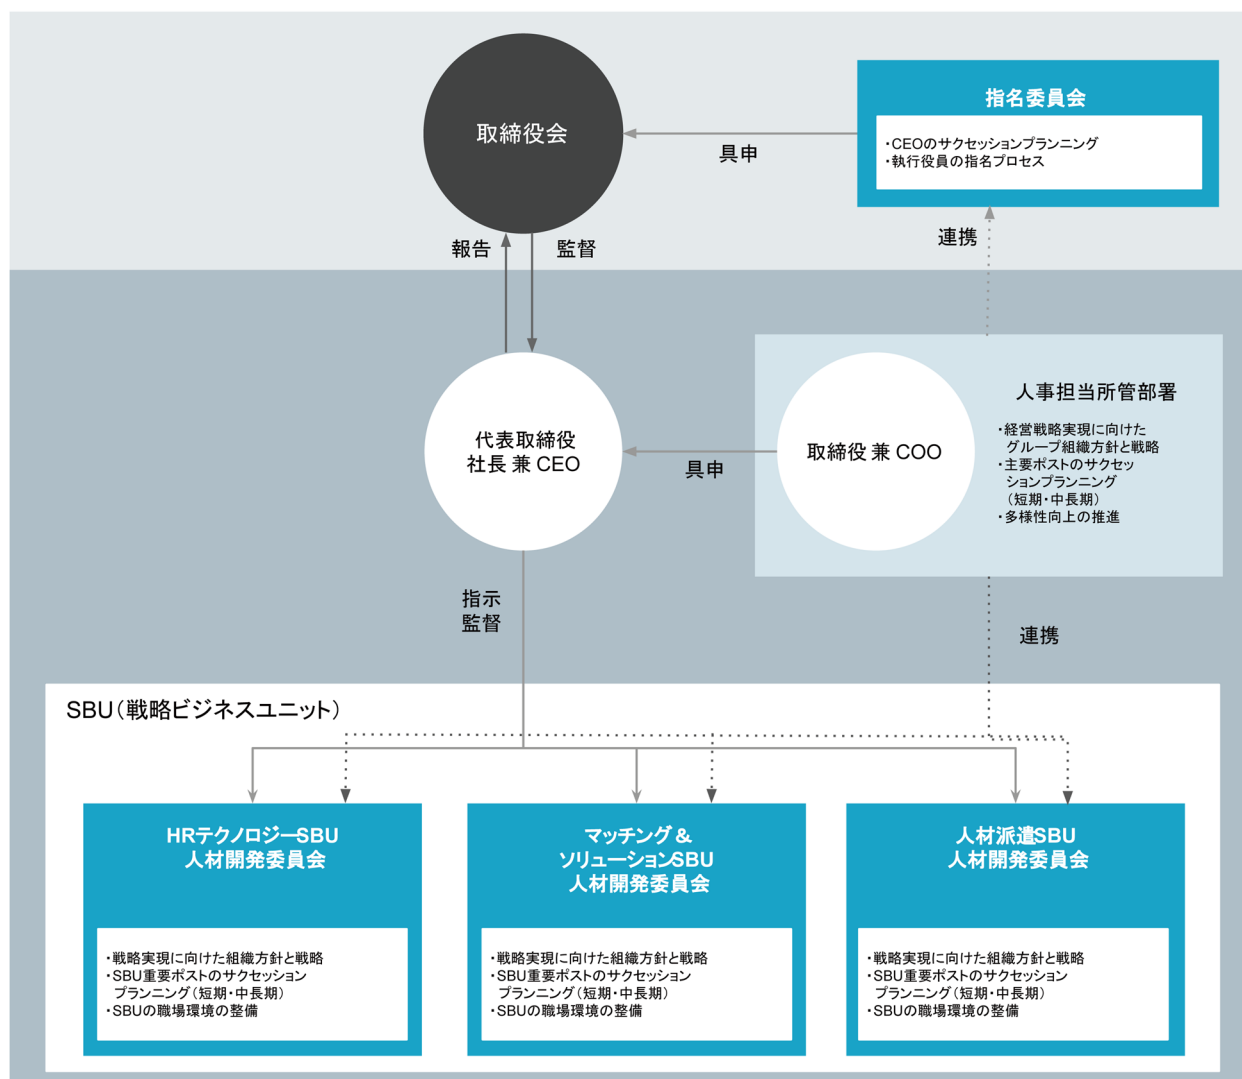 取締役会
具申
指名委員会
・CEOのサクセッションプランニング
・執行役員の指名プロセス
報告
監督
連携
代表取締役
社長 兼 CEO
具申
取締役 兼 COO
人事担当所管部署
・経営戦略実現に向けた
グループ組織方針と戦略
・主要ポストのサクセッ
ションプランニング
(短期・中長期)
・多様性向上の推進
指示
監督
連携
SBU(戦略ビジネスユニット)
HRテクノロジーSBU
人材開発委員会
・戦略実現に向けた組織方針と戦略
・SBU重要ポストのサクセッション
プランニング(短期・中長期)
・SBUの職場環境の整備
マッチング &
ソリューションSBU
人材開発委員会
・戦略実現に向けた組織方針と戦略
・SBU重要ポストのサクセッション
プランニング(短期・中長期)
・SBUの職場環境の整備
人材派遣SBU
人材開発委員会
・戦略実現に向けた組織方針と戦略
・SBU重要ポストのサクセッション
プランニング(短期・中長期)
・SBUの職場環境の整備